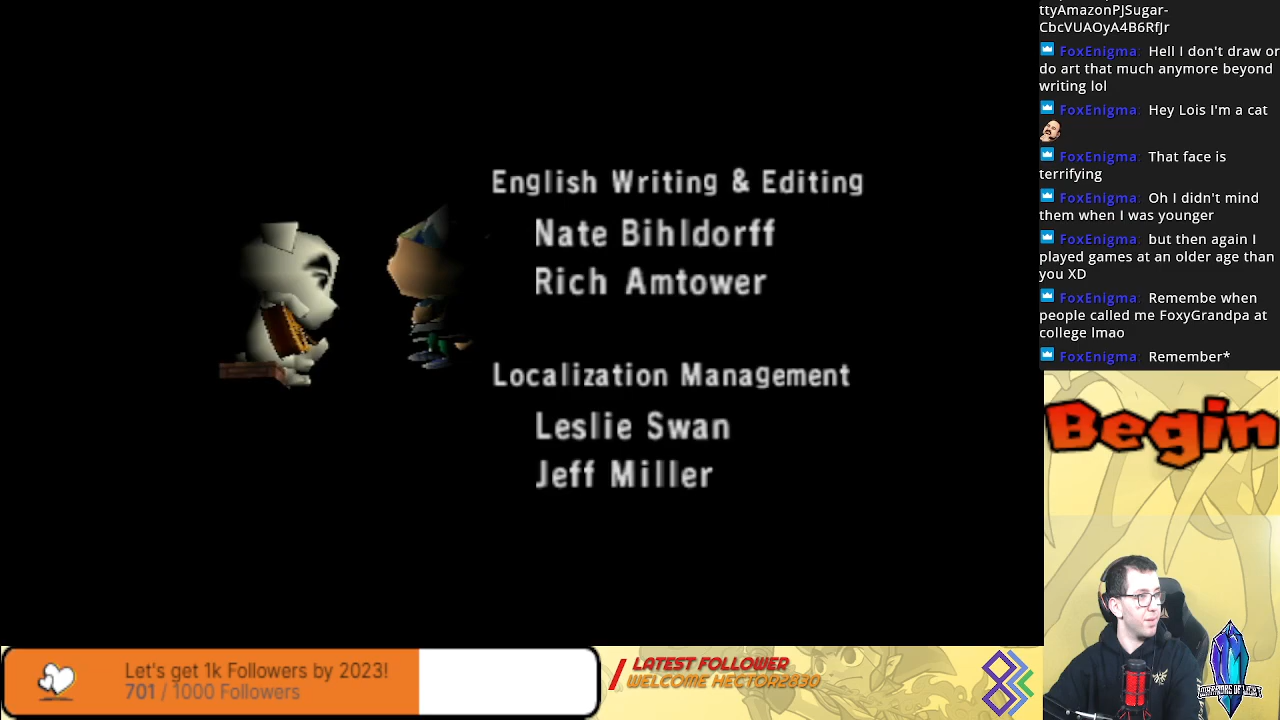 English Writing & Editing
Nate Bihldorff
Rich Amtower
Localization Management
Leslie Swan
Jeff Miller
ttyAmazonPJSugar-
CbcVUAOyA4B6RfJr
FoxEnigma: Hell I don't draw or
do art that much anymore beyond
writing lol
FoxEnigma: Hey Lois I'm a cat
FoxEnigma: That face is
terrifying
FoxEnigma: Oh I didn't mind
them when I was younger
FoxEnigma: but then again I
played games at an older age than
you XD
FoxEnigma: Remembe when
people called me FoxyGrandpa at
college lmao
FoxEnigma: Remember*
Begin
Let's get 1k Followers by 2023!
701 / 1000 Followers
LATEST FOLLOWER
WELCOME HECTOR2830